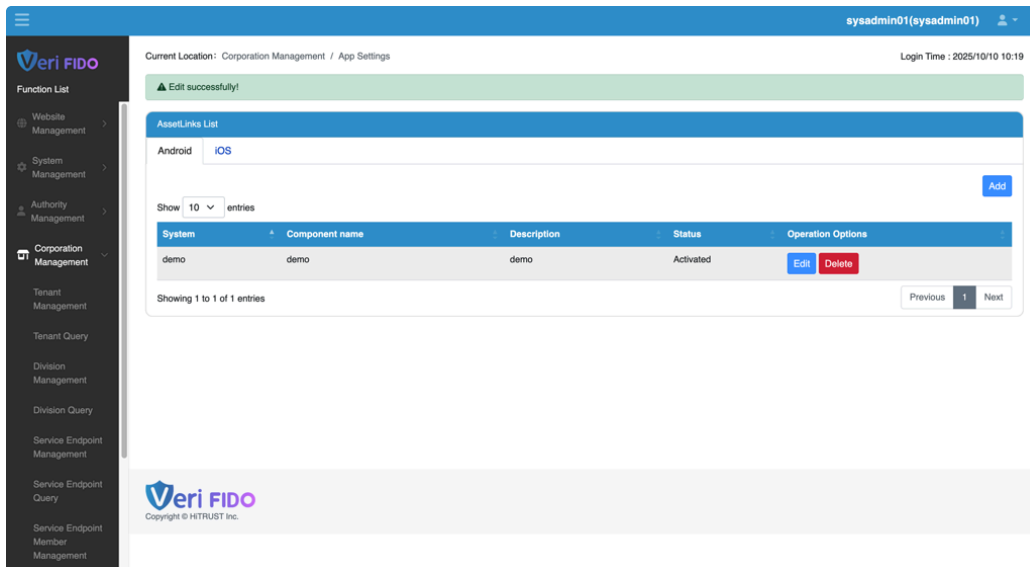 sysadmin01(sysadmin01)
Veri FIDO
Function List
Website
Management
System
Management
Authority
Management
Corporation
Management
Tenant
Management
Tenant Query
Division
Management
Division Query
Service Endpoint
Management
Service Endpoint
Query
Service Endpoint
Member
Management
Current Location: Corporation Management / App Settings
Login Time : 2025/10/10 10:19
Edit successfully!
AssetLinks List
Android iOS
Add
Show 10 entries
System Component name Description Status Operation Options
demo demo demo Activated Edit Delete
Showing 1 to 1 of 1 entries
Previous 1 Next
Veri FIDO
Copyright © HiTRUST Inc.